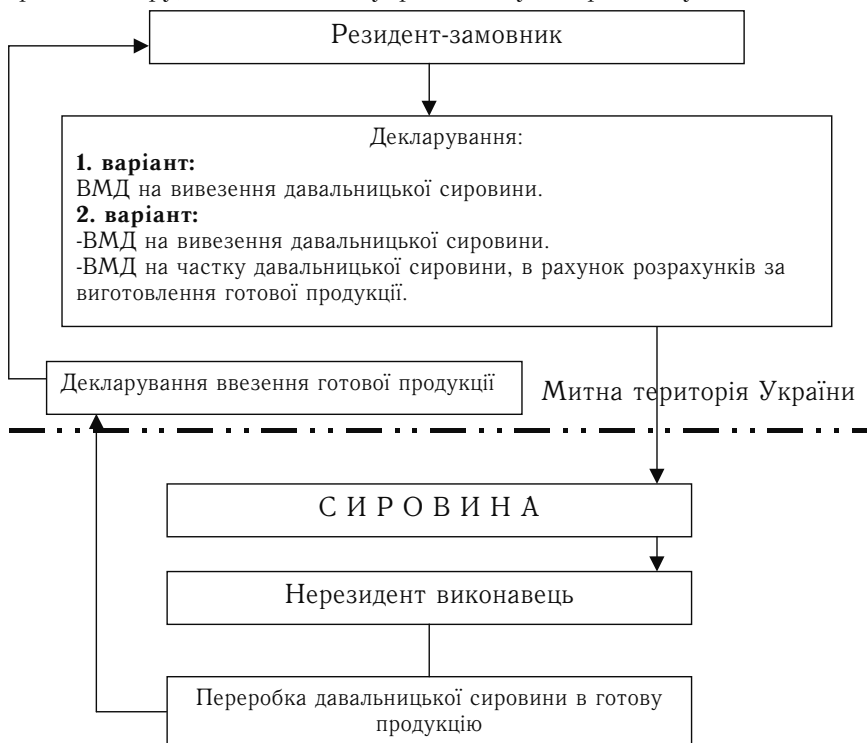 Резидент-замовник
Декларування:
1. варіант:
ВМД на вивезення давальницької сировини.
2. варіант:
-ВМД на вивезення давальницької сировини.
-ВМД на частку давальницької сировини, в рахунок розрахунків за
виготовлення готової продукції.
Декларування ввезення готової продукції
Митна територія України
С И Р О В И Н А
Нерезидент виконавець
Переробка давальницької сировини в готову
продукцію